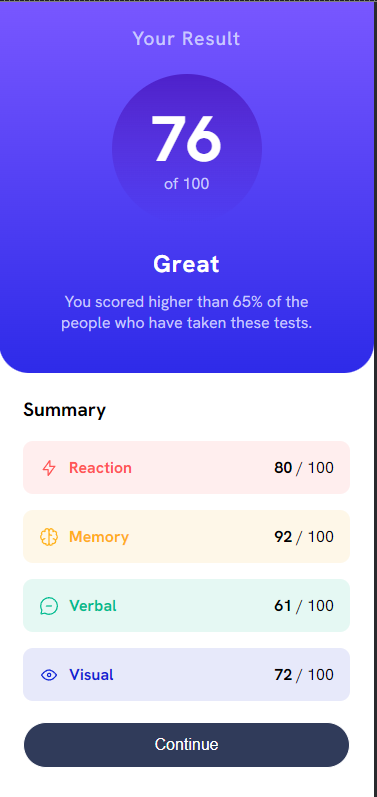 Your Result
76
of 100
Great
You scored higher than 65% of the
people who have taken these tests.
Summary
Reaction 80 / 100
Memory 92 / 100
Verbal 61 / 100
Visual 72 / 100
Continue